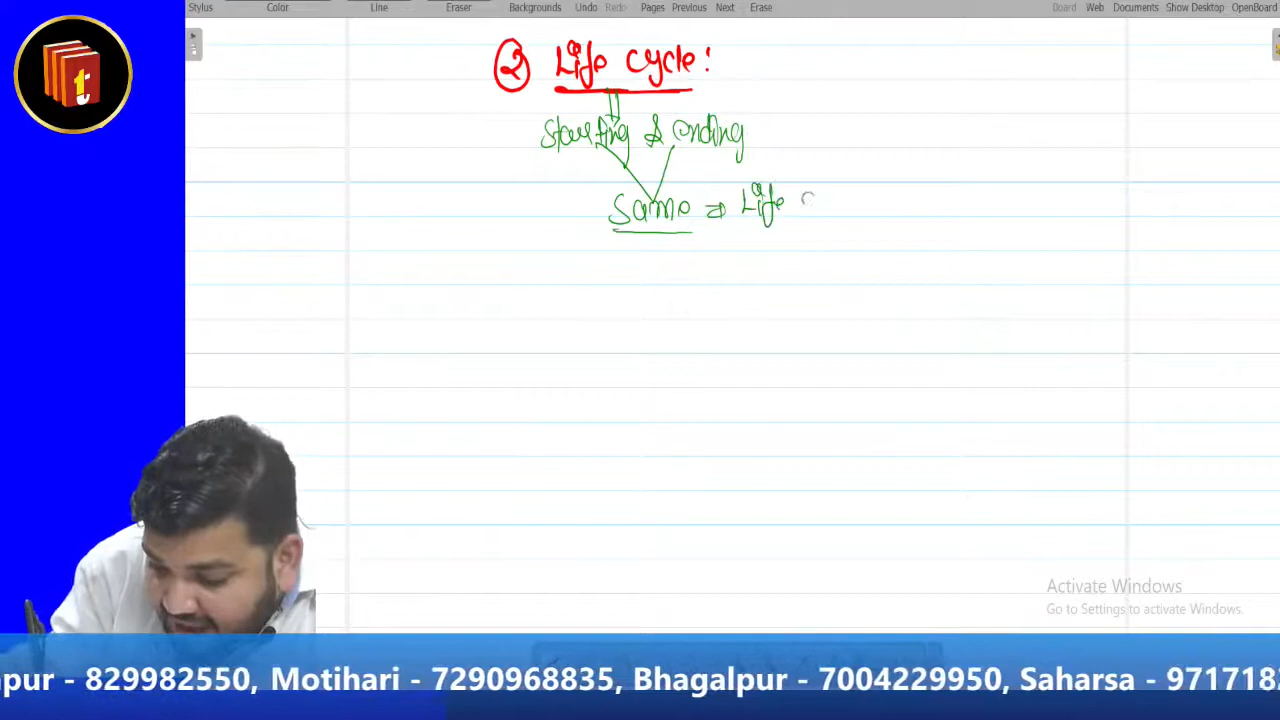 Stylus Color Line Eraser Backgrounds Undo Redo Pages Previous Next Erase Board Web Documents Show Desktop OpenBoard
t
② Life cycle:
Starting & ending
Same ⇒ Life
Activate Windows
Go to Settings to activate Windows.
apur - 829982550, Motihari - 7290968835, Bhagalpur - 7004229950, Saharsa - 971718